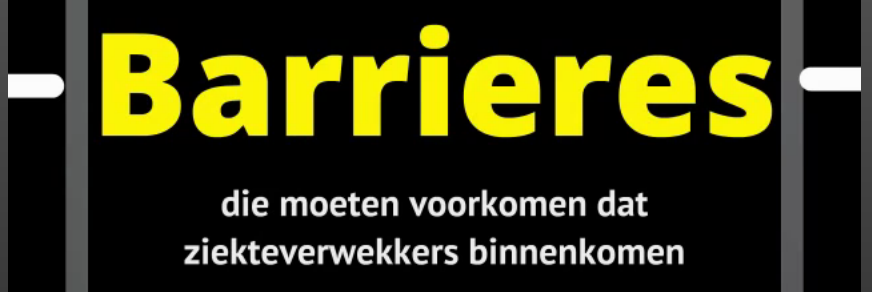 Barrieres
die moeten voorkomen dat
ziekteverwekkers binnenkomen